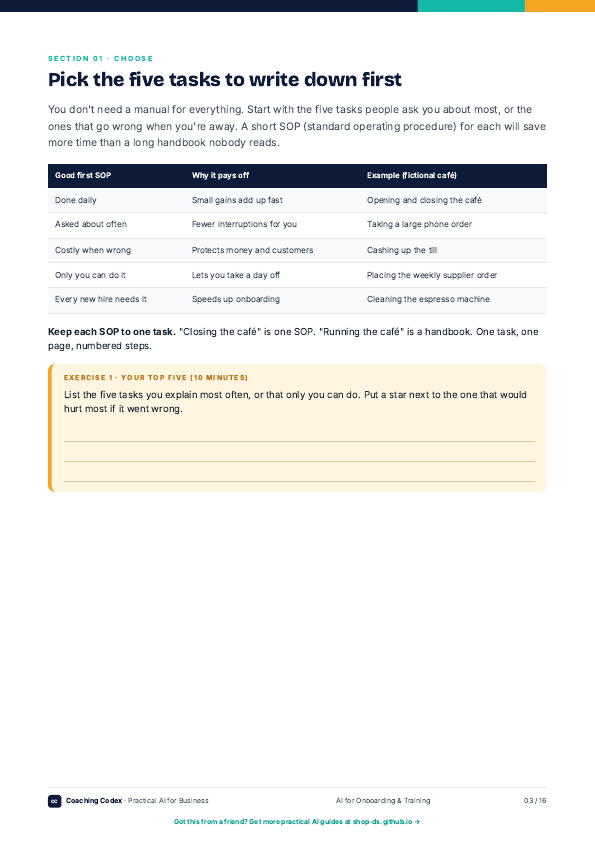 SECTION 01 · CHOOSE
Pick the five tasks to write down first
You don't need a manual for everything. Start with the five tasks people ask you about most, or the
ones that go wrong when you're away. A short SOP (standard operating procedure) for each will save
more time than a long handbook nobody reads.
Good first SOP Why it pays off Example (fictional café)
Done daily Small gains add up fast Opening and closing the café
Asked about often Fewer interruptions for you Taking a large phone order
Costly when wrong Protects money and customers Cashing up the till
Only you can do it Lets you take a day off Placing the weekly supplier order
Every new hire needs it Speeds up onboarding Cleaning the espresso machine
Keep each SOP to one task. "Closing the café" is one SOP. "Running the café" is a handbook. One task, one
page, numbered steps.
EXERCISE 1 · YOUR TOP FIVE (10 MINUTES)
List the five tasks you explain most often, or that only you can do. Put a star next to the one that would
hurt most if it went wrong.
cc Coaching Codex · Practical AI for Business AI for Onboarding & Training 03 / 16
Got this from a friend? Get more practical AI guides at shop-ds.github.io →